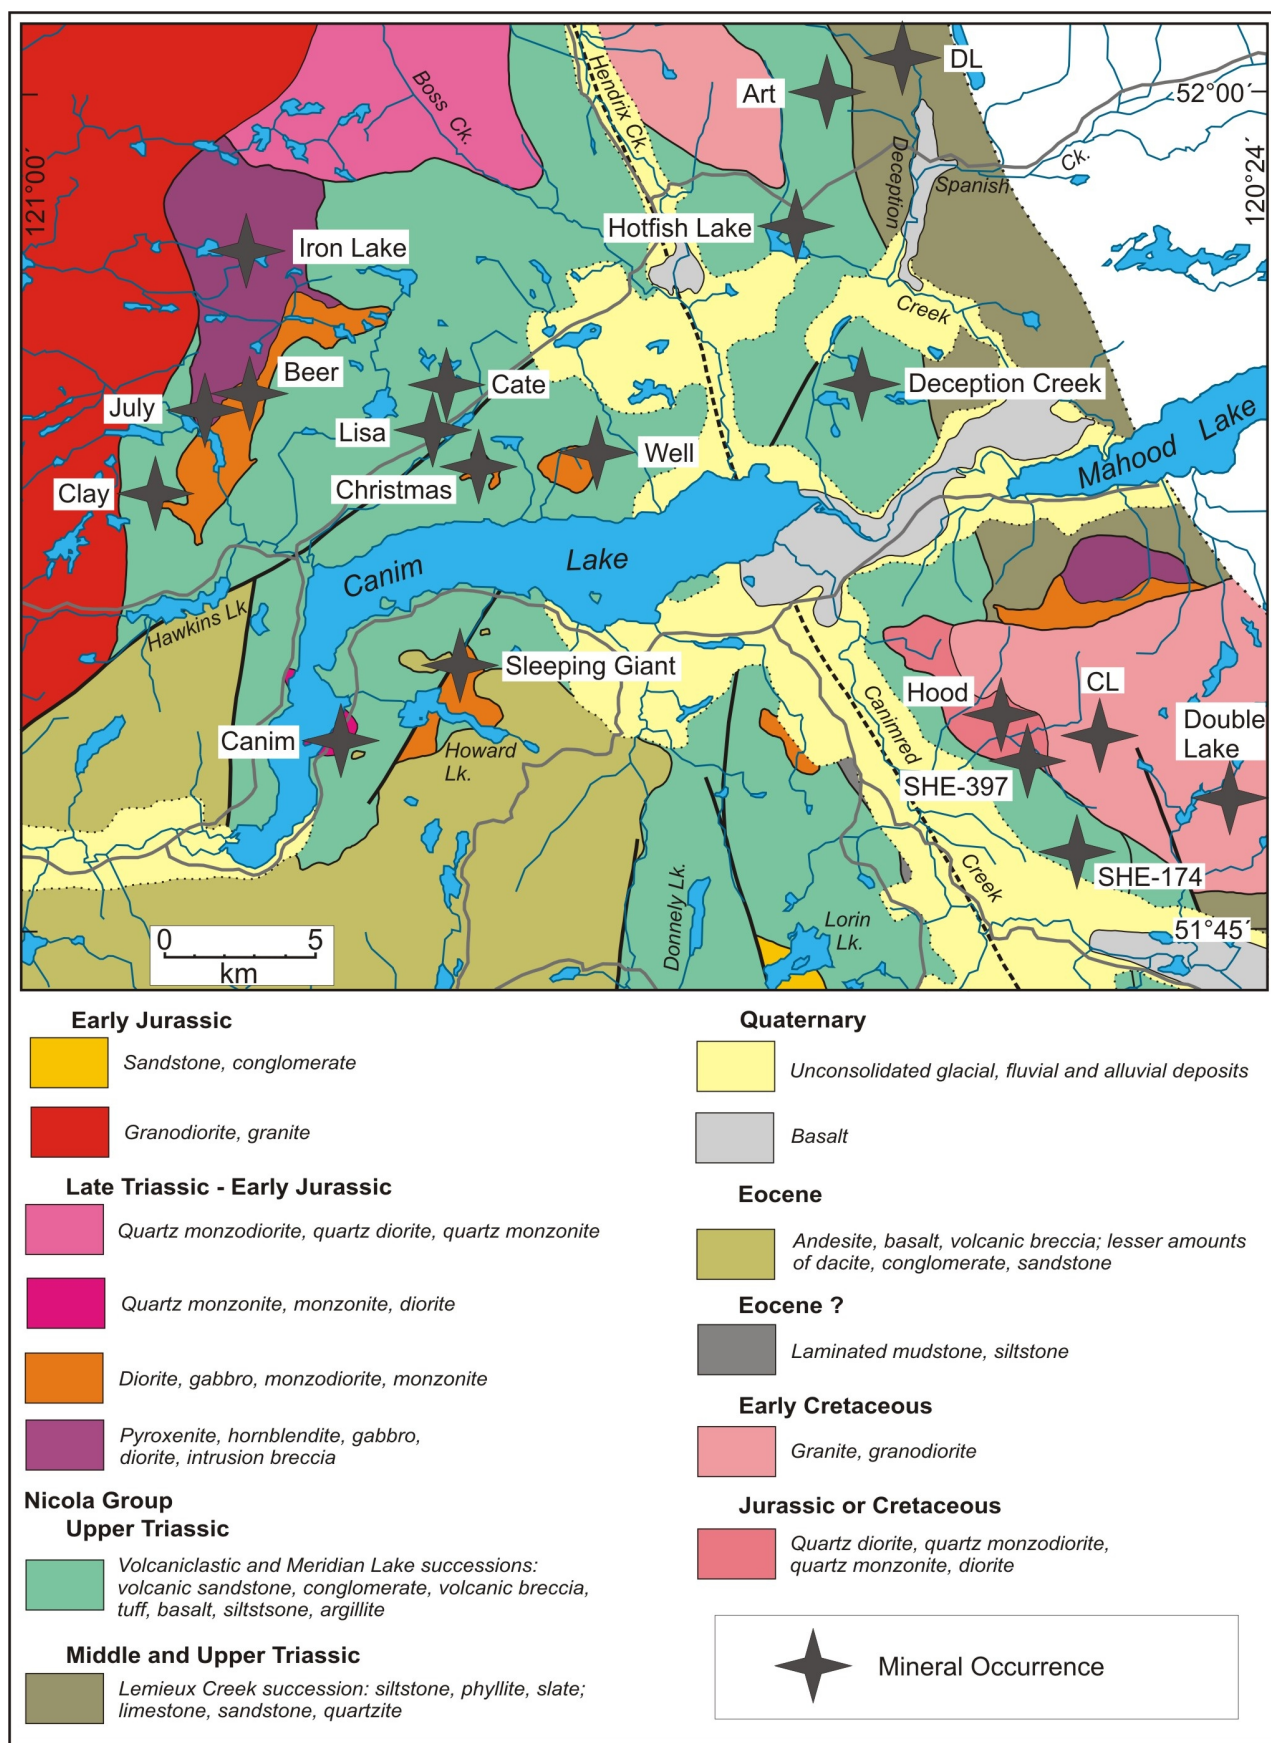 DL
Art
52°00´
Boss Ck.
Hendrix Ck.
Deception
Spanish
Ck.
121°00´
120°24´
Hotfish Lake
Iron Lake
Creek
Beer
Cate
Deception Creek
July
Lisa
Well
Mahood Lake
Christmas
Clay
Canim
Lake
Hawkins Lk.
Sleeping Giant
Hood
CL
Canimred
Double
Lake
Canim
Howard
Lk.
SHE-397
Creek
SHE-174
Donnely Lk.
Lorin
Lk.
51°45´
0 5
km
Early Jurassic
Sandstone, conglomerate
Granodiorite, granite
Late Triassic - Early Jurassic
Quartz monzodiorite, quartz diorite, quartz monzonite
Quartz monzonite, monzonite, diorite
Diorite, gabbro, monzodiorite, monzonite
Pyroxenite, hornblendite, gabbro,
diorite, intrusion breccia
Nicola Group
Upper Triassic
Volcaniclastic and Meridian Lake successions:
volcanic sandstone, conglomerate, volcanic breccia,
tuff, basalt, siltstsone, argillite
Middle and Upper Triassic
Lemieux Creek succession: siltstone, phyllite, slate;
limestone, sandstone, quartzite
Quaternary
Unconsolidated glacial, fluvial and alluvial deposits
Basalt
Eocene
Andesite, basalt, volcanic breccia; lesser amounts
of dacite, conglomerate, sandstone
Eocene ?
Laminated mudstone, siltstone
Early Cretaceous
Granite, granodiorite
Jurassic or Cretaceous
Quartz diorite, quartz monzodiorite,
quartz monzonite, diorite
Mineral Occurrence